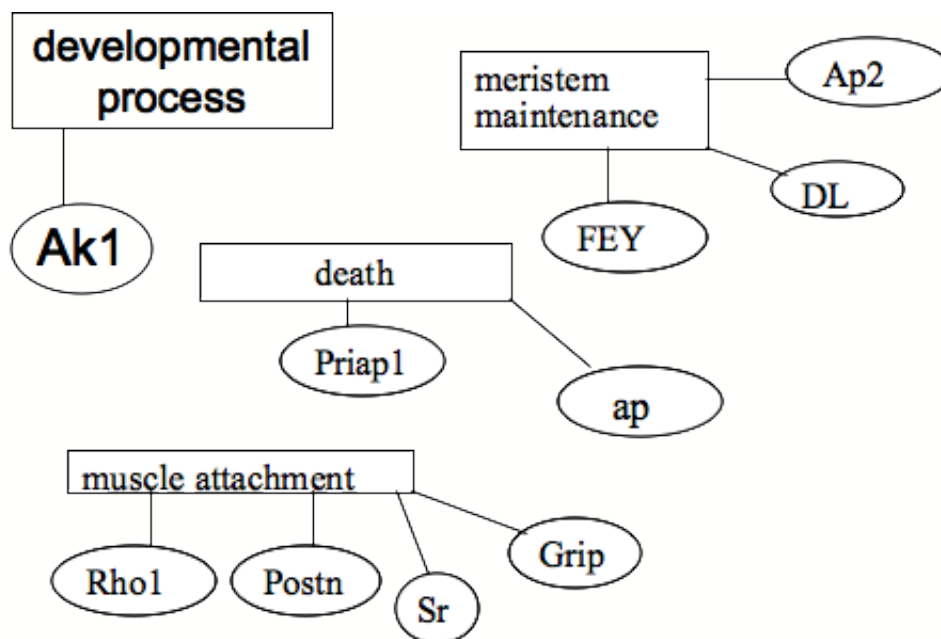 developmental
process
Ak1
meristem
maintenance
Ap2
DL
FEY
death
Priap1
ap
muscle attachment
Rho1
Postn
Sr
Grip